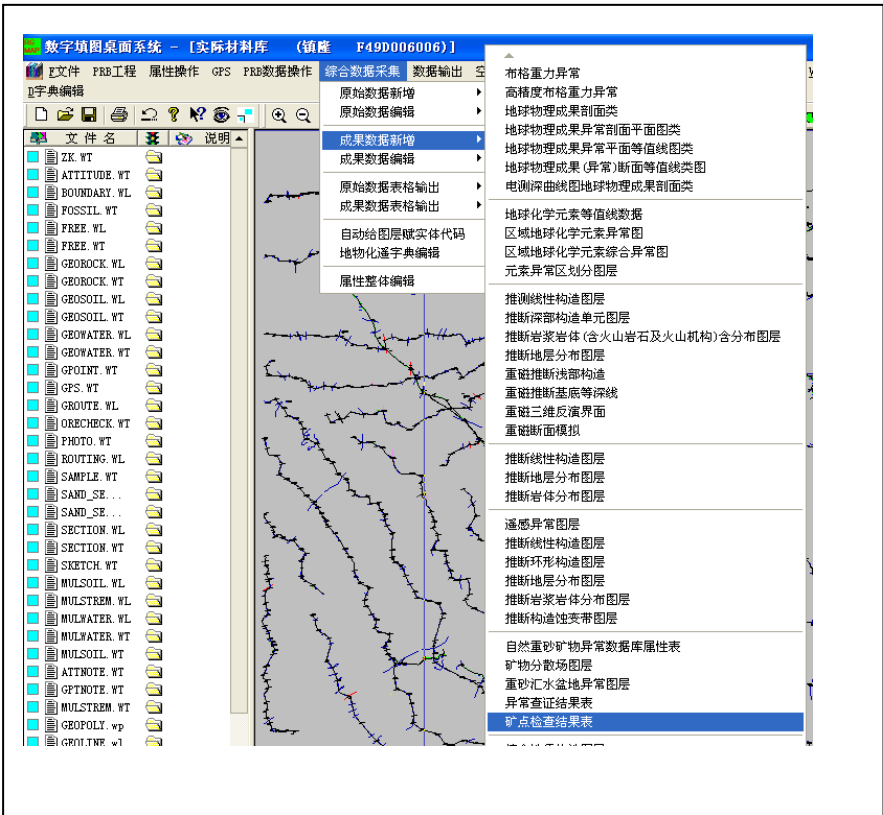 RG
MAP
数字填图桌面系统 - [实际材料库 (镇隆 F49D006006)]
F文件 PRB工程 属性操作 GPS PRB数据操作 综合数据采集 数据输出
D字典编辑
文件名 说明
ZK.WT
ATTITUDE.WT
BOUNDARY.WL
FOSSIL.WT
FREE.WL
FREE.WT
GEOROCK.WL
GEOROCK.WT
GEOSOIL.WL
GEOSOIL.WT
GEOWATER.WL
GEOWATER.WT
GPOINT.WT
GPS.WT
GROUTE.WL
ORECHECK.WT
PHOTO.WT
ROUTING.WL
SAMPLE.WT
SAND_SE...
SAND_SE...
SECTION.WL
SECTION.WT
SKETCH.WT
MULSOIL.WL
MULSTREM.WL
MULWATER.WL
MULWATER.WT
MULSOIL.WT
ATTNOTE.WT
GPTNOTE.WT
MULSTREM.WT
GEOPOLY.wp
GEOLINE.wl
原始数据新增
原始数据编辑
成果数据新增
成果数据编辑
原始数据表格输出
成果数据表格输出
自动给图层赋实体代码
地物化遥字典编辑
属性整体编辑
布格重力异常
高精度布格重力异常
地球物理成果剖面类
地球物理成果异常剖面平面图类
地球物理成果异常平面等值线图类
地球物理成果(异常)断面等值线类图
电测深曲线图地球物理成果剖面类
地球化学元素等值线数据
区域地球化学元素异常图
区域地球化学元素综合异常图
元素异常区划分图层
推测线性构造图层
推断深部构造单元图层
推断岩浆岩体(含火山岩石及火山机构)含分布图层
推断地层分布图层
重磁推断浅部构造
重磁推断基底等深线
重磁三维反演界面
重磁断面模拟
推断线性构造图层
推断地层分布图层
推断岩体分布图层
遥感异常图层
推断线性构造图层
推断环形构造图层
推断地层分布图层
推断岩浆岩体分布图层
推断构造蚀变带图层
自然重砂矿物异常数据库属性表
矿物分散场图层
重砂汇水盆地异常图层
异常查证结果表
矿点检查结果表